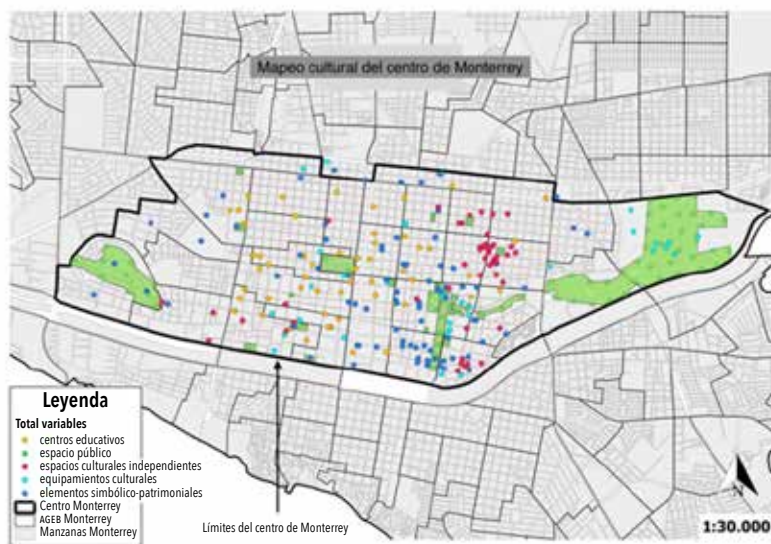 Mapeo cultural del centro de Monterrey
Leyenda
Total variables
centros educativos
espacio público
espacios culturales independientes
equipamientos culturales
elementos simbólico-patrimoniales
Centro Monterrey
AGEB Monterrey
Manzanas Monterrey
Límites del centro de Monterrey
N
1:30.000